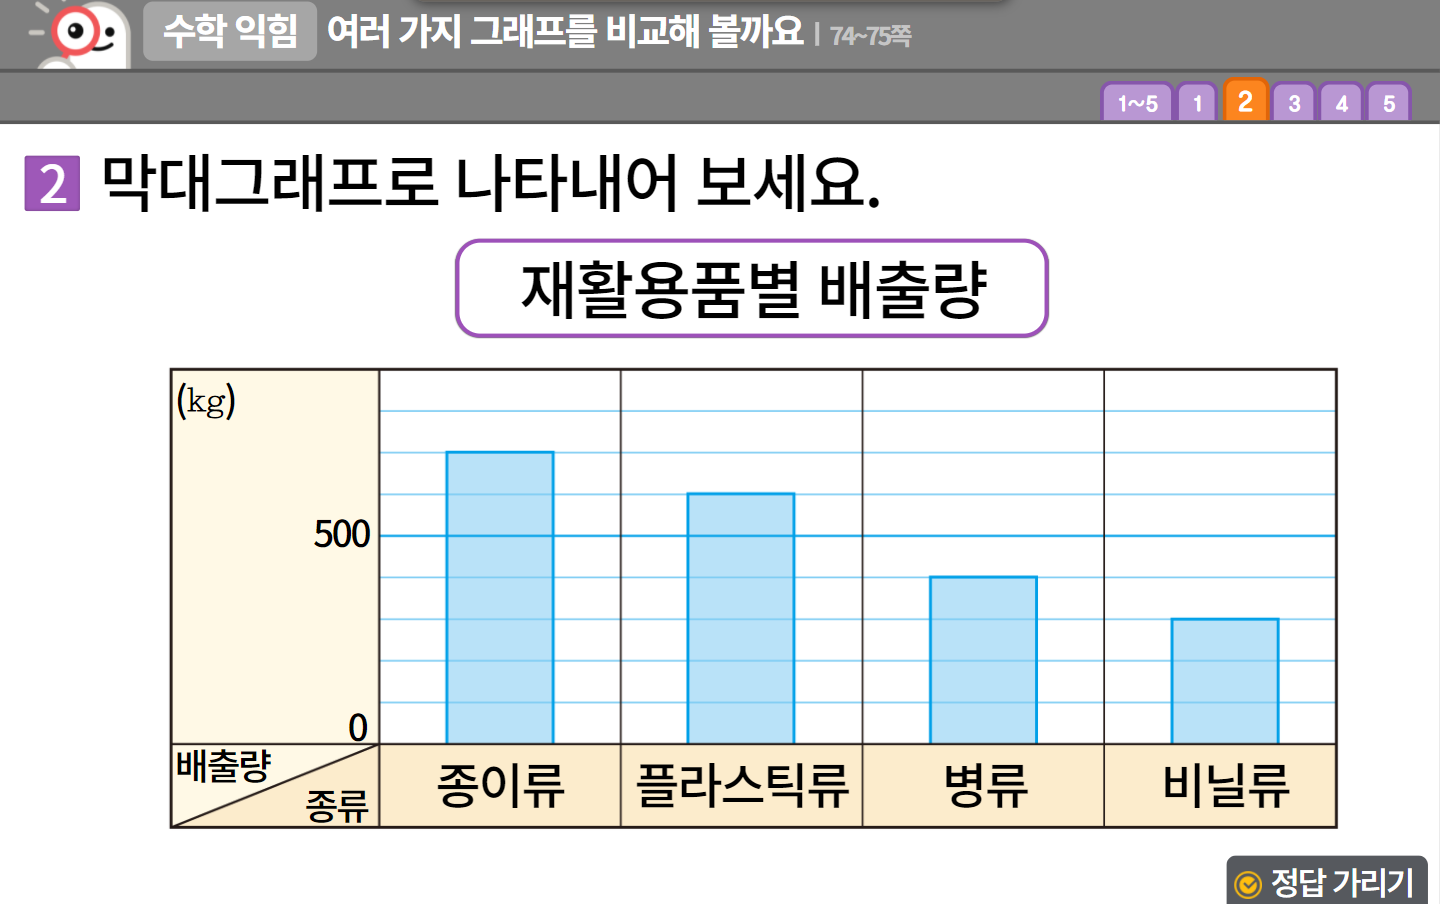 수학 익힘 여러 가지 그래프를 비교해 볼까요 | 74~75쪽
1~5 1 2 3 4 5
2 막대그래프로 나타내어 보세요.
재활용품별 배출량
(kg)
500
0
배출량
종류
종이류 플라스틱류 병류 비닐류
정답 가리기